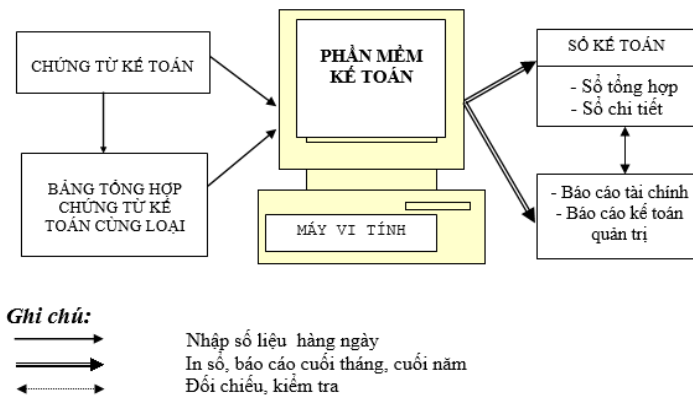 CHỨNG TỪ KẾ TOÁN
BẢNG TỔNG HỢP
CHỨNG TỪ KẾ
TOÁN CÙNG LOẠI
PHẦN MỀM
KẾ TOÁN
MÁY VI TÍNH
SỔ KẾ TOÁN
- Sổ tổng hợp
- Sổ chi tiết
- Báo cáo tài chính
- Báo cáo kế toán
quản trị
Ghi chú:
Nhập số liệu hàng ngày
In sổ, báo cáo cuối tháng, cuối năm
Đối chiếu, kiểm tra